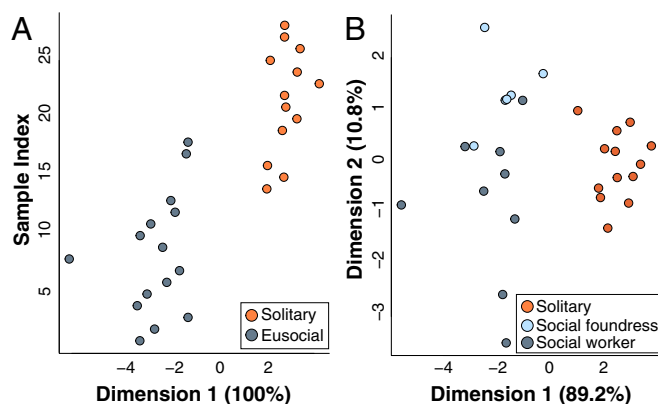 A
Sample Index
25
20
15
10
5
Solitary
Eusocial
−4 −2 0 2
Dimension 1 (100%)
B
Dimension 2 (10.8%)
2
1
0
−1
−2
−3
Solitary
Social foundress
Social worker
−4 −2 0 2
Dimension 1 (89.2%)